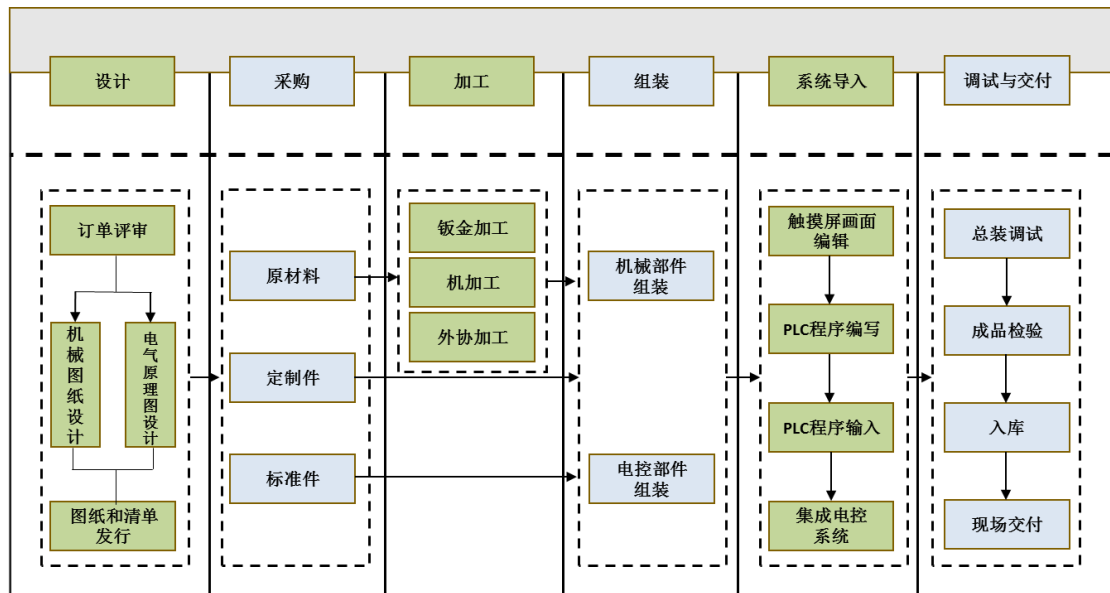 设计
采购
加工
组装
系统导入
调试与交付
订单评审
机械图纸设计
电气原理图设计
图纸和清单
发行
原材料
定制件
标准件
钣金加工
机加工
外协加工
机械部件
组装
电控部件
组装
触摸屏画面
编辑
PLC程序编写
PLC程序输入
集成电控
系统
总装调试
成品检验
入库
现场交付